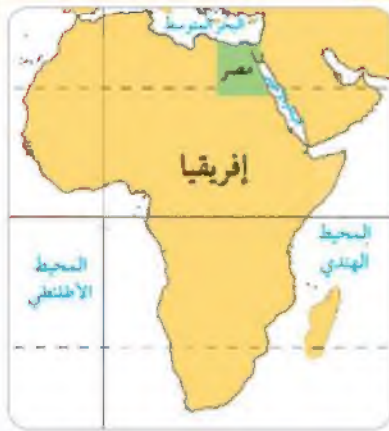 البحر المتوسط
مصر
إفريقيا
المحيط
الهندي
المحيط
الأطلنطي